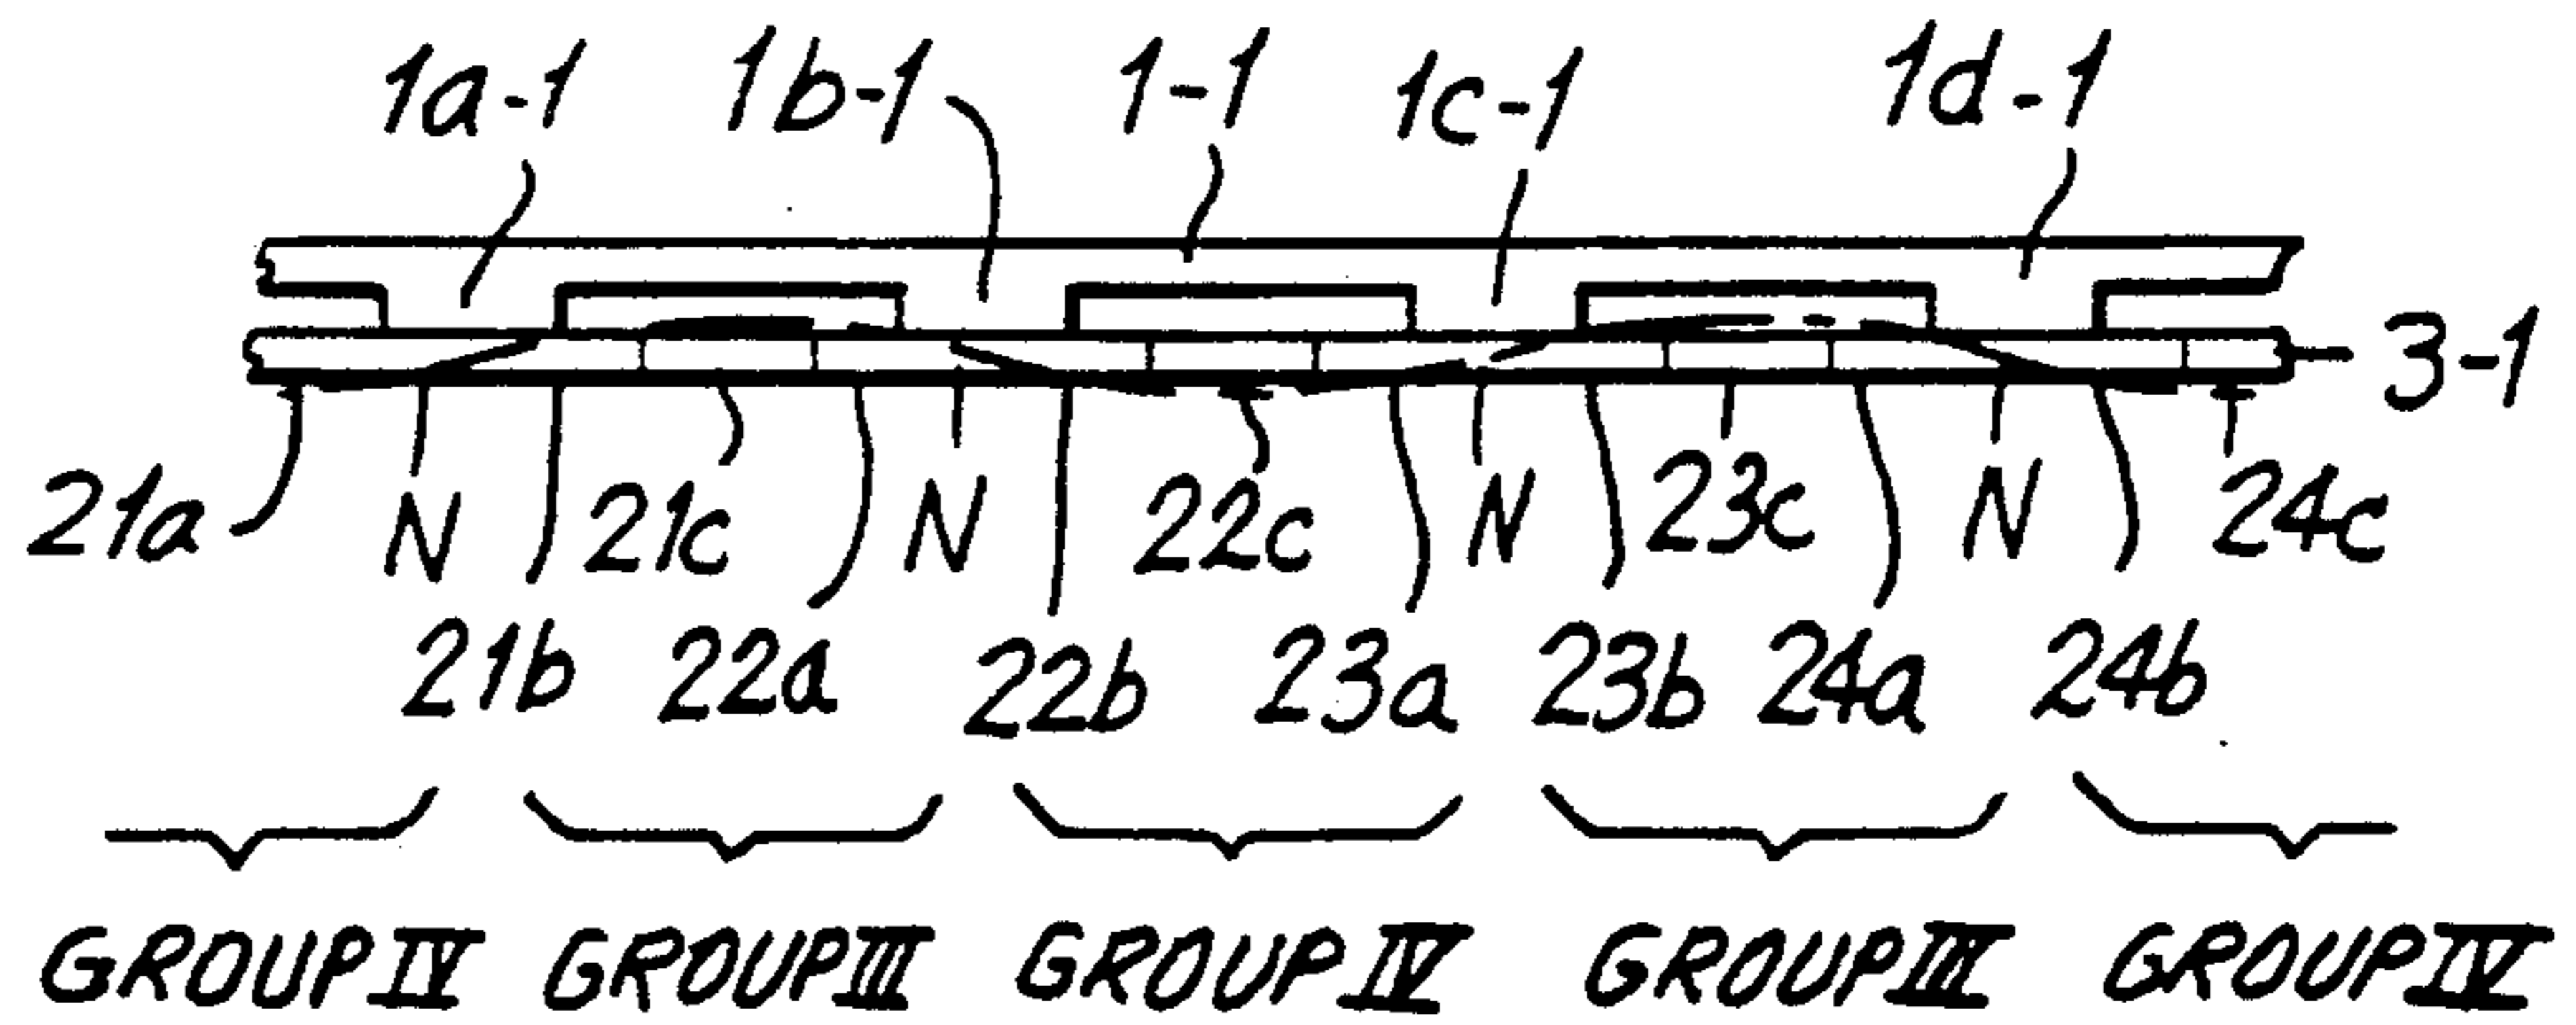 1a-1 1b-1 1-1 1c-1 1d-1
3-1
21a N 21c N 22c N 23c N 24c
21b 22a 22b 23a 23b 24a 24b
GROUP IV GROUP III GROUP IV GROUP III GROUP IV